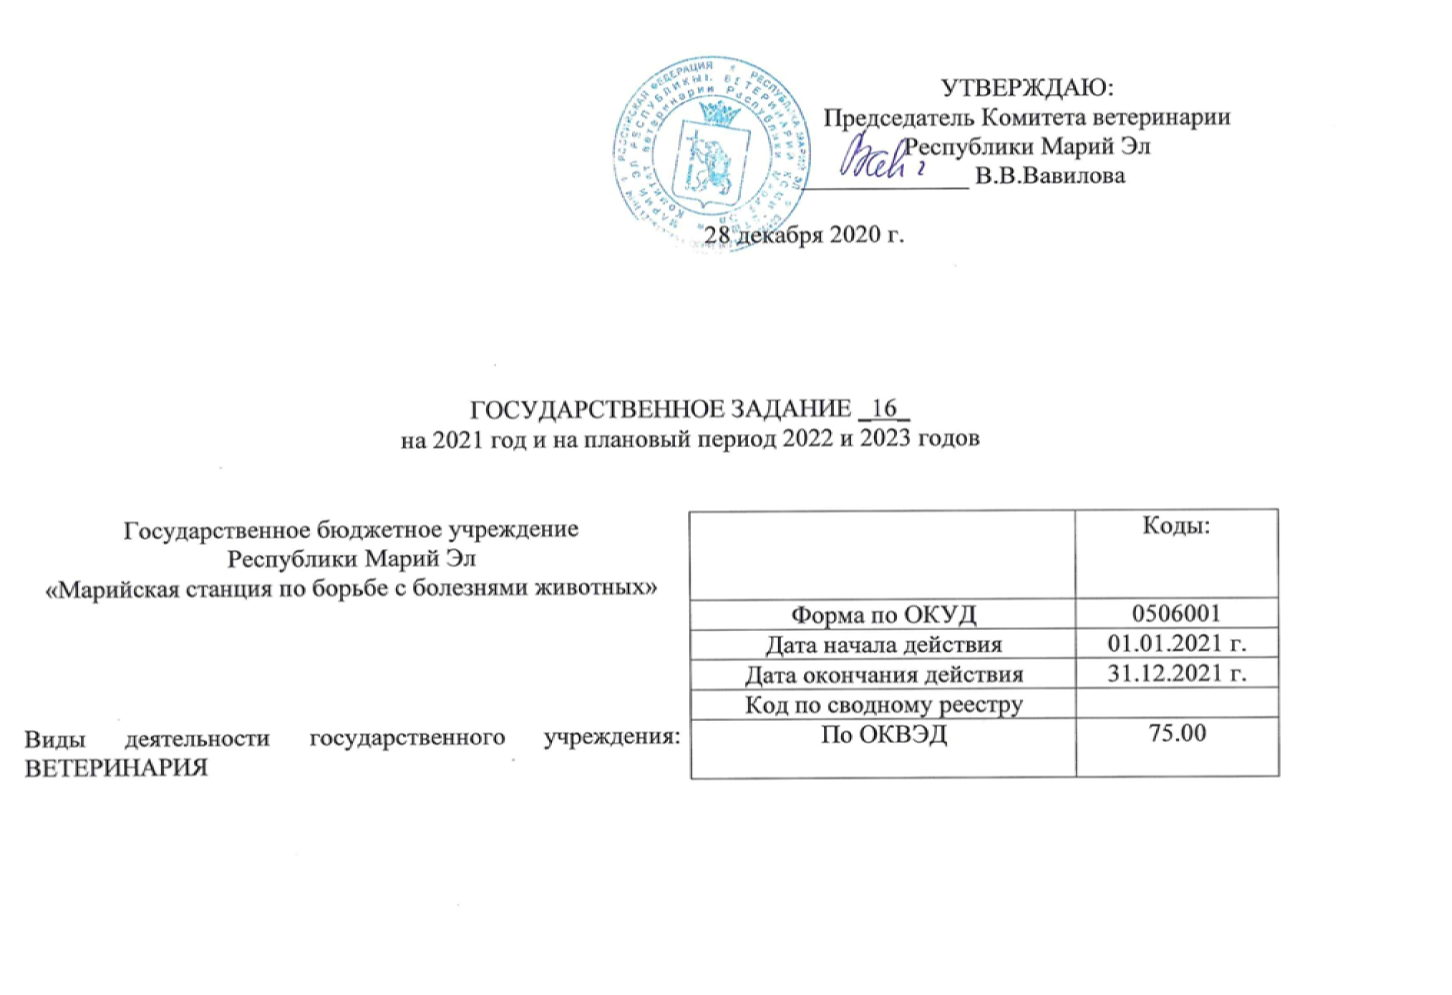 УТВЕРЖДАЮ:
Председатель Комитета ветеринарии
Республики Марий Эл
______________ В.В.Вавилова
28 декабря 2020 г.
ГОСУДАРСТВЕННОЕ ЗАДАНИЕ _16_
на 2021 год и на плановый период 2022 и 2023 годов
Государственное бюджетное учреждение
Республики Марий Эл
«Марийская станция по борьбе с болезнями животных»
Коды:
Форма по ОКУД 0506001
Дата начала действия 01.01.2021 г.
Дата окончания действия 31.12.2021 г.
Код по сводному реестру
Виды деятельности государственного учреждения:
ВЕТЕРИНАРИЯ
По ОКВЭД 75.00